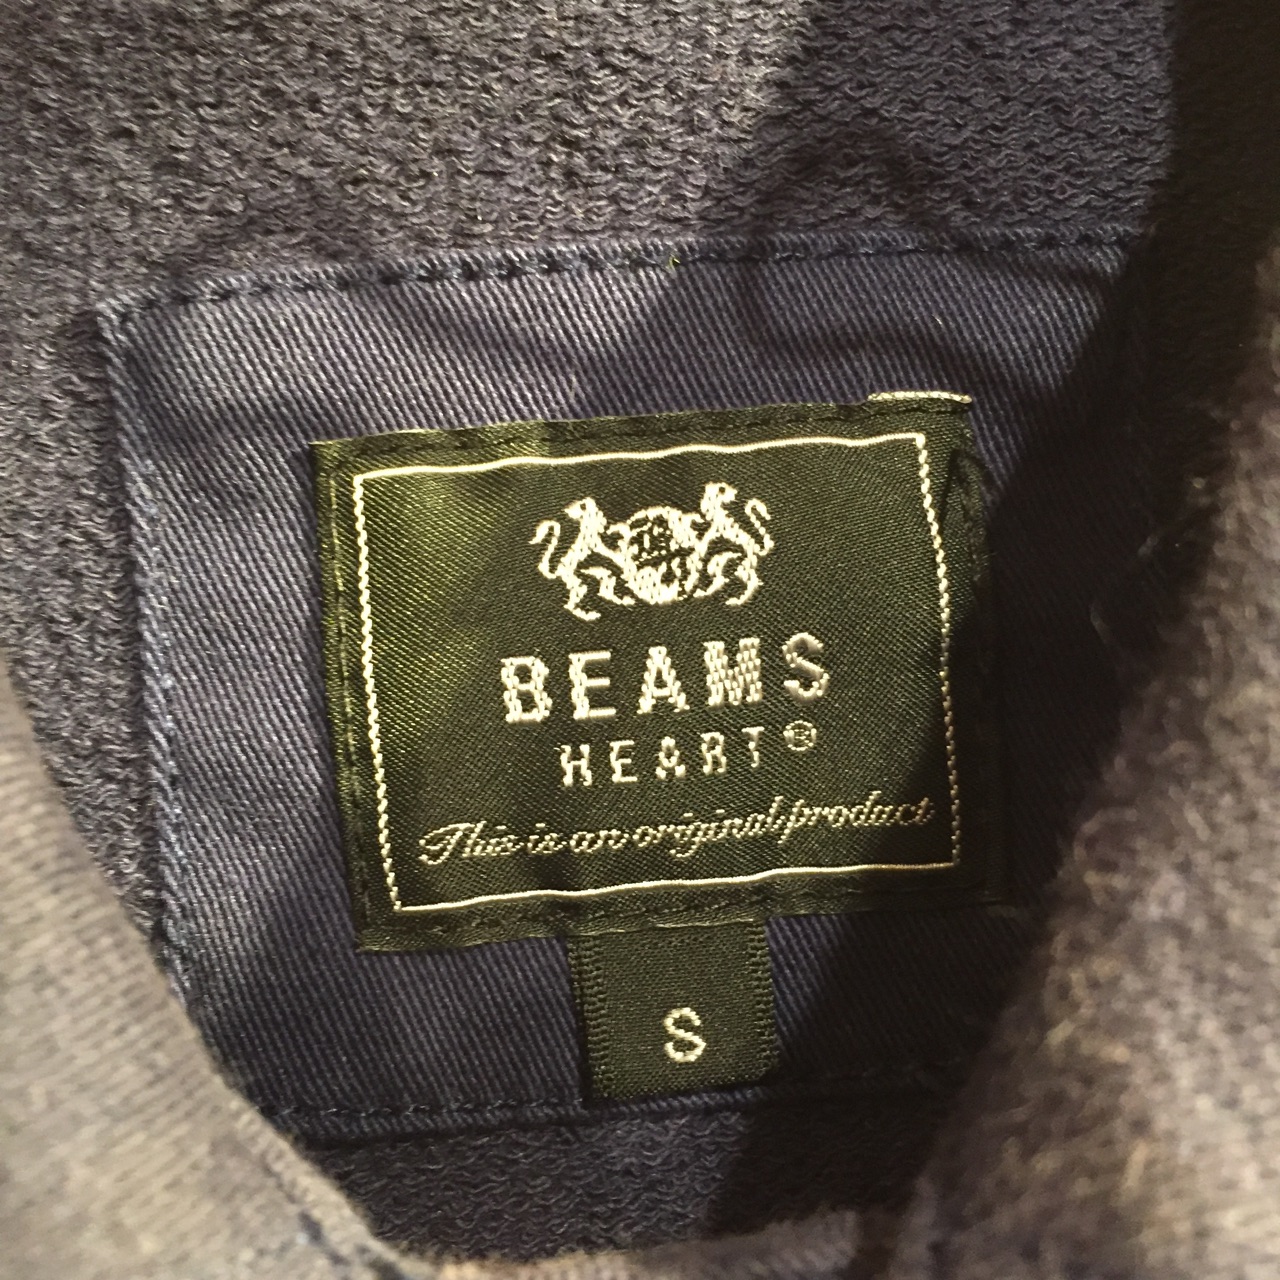 BEAMS
HEART®
This is an original product
S